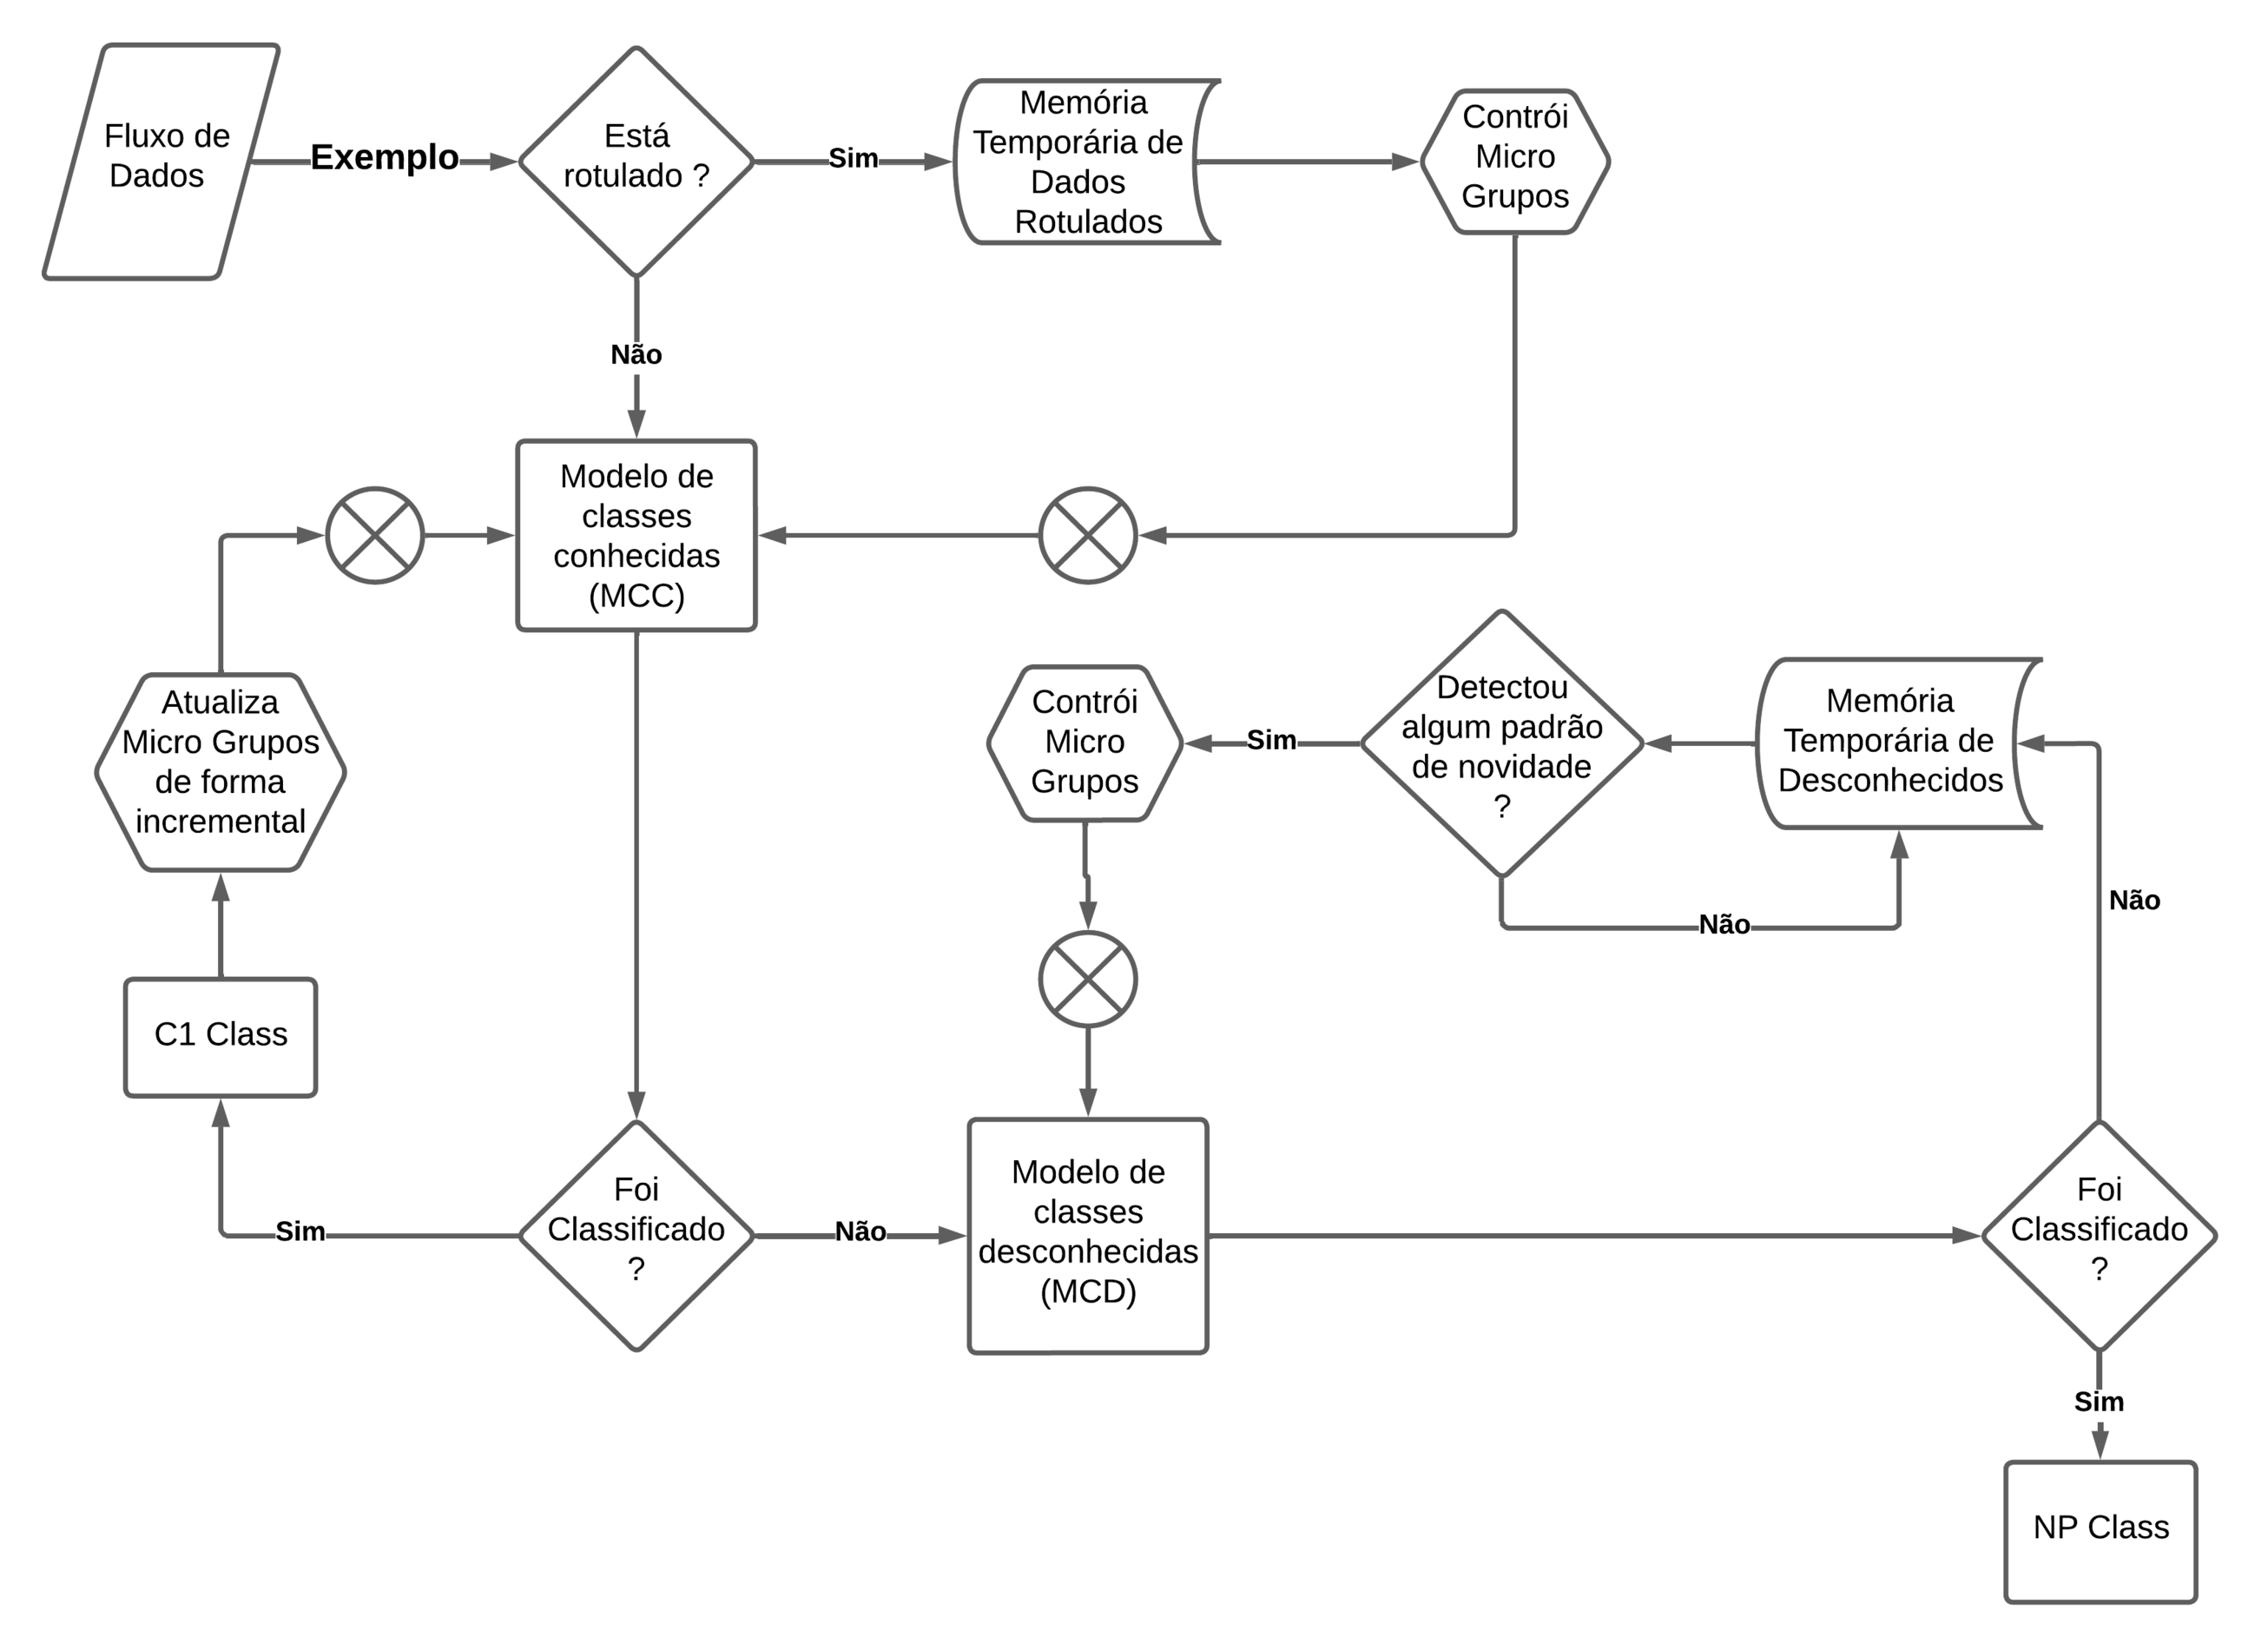 Fluxo de
Dados
Exemplo
Está
rotulado ?
Sim
Memória
Temporária de
Dados
Rotulados
Contrói
Micro
Grupos
Não
Modelo de
classes
conhecidas
(MCC)
Atualiza
Micro Grupos
de forma
incremental
Contrói
Micro
Grupos
Sim
Detectou
algum padrão
de novidade
?
Memória
Temporária de
Desconhecidos
Não
Não
C1 Class
Sim
Foi
Classificado
?
Não
Modelo de
classes
desconhecidas
(MCD)
Foi
Classificado
?
Sim
NP Class